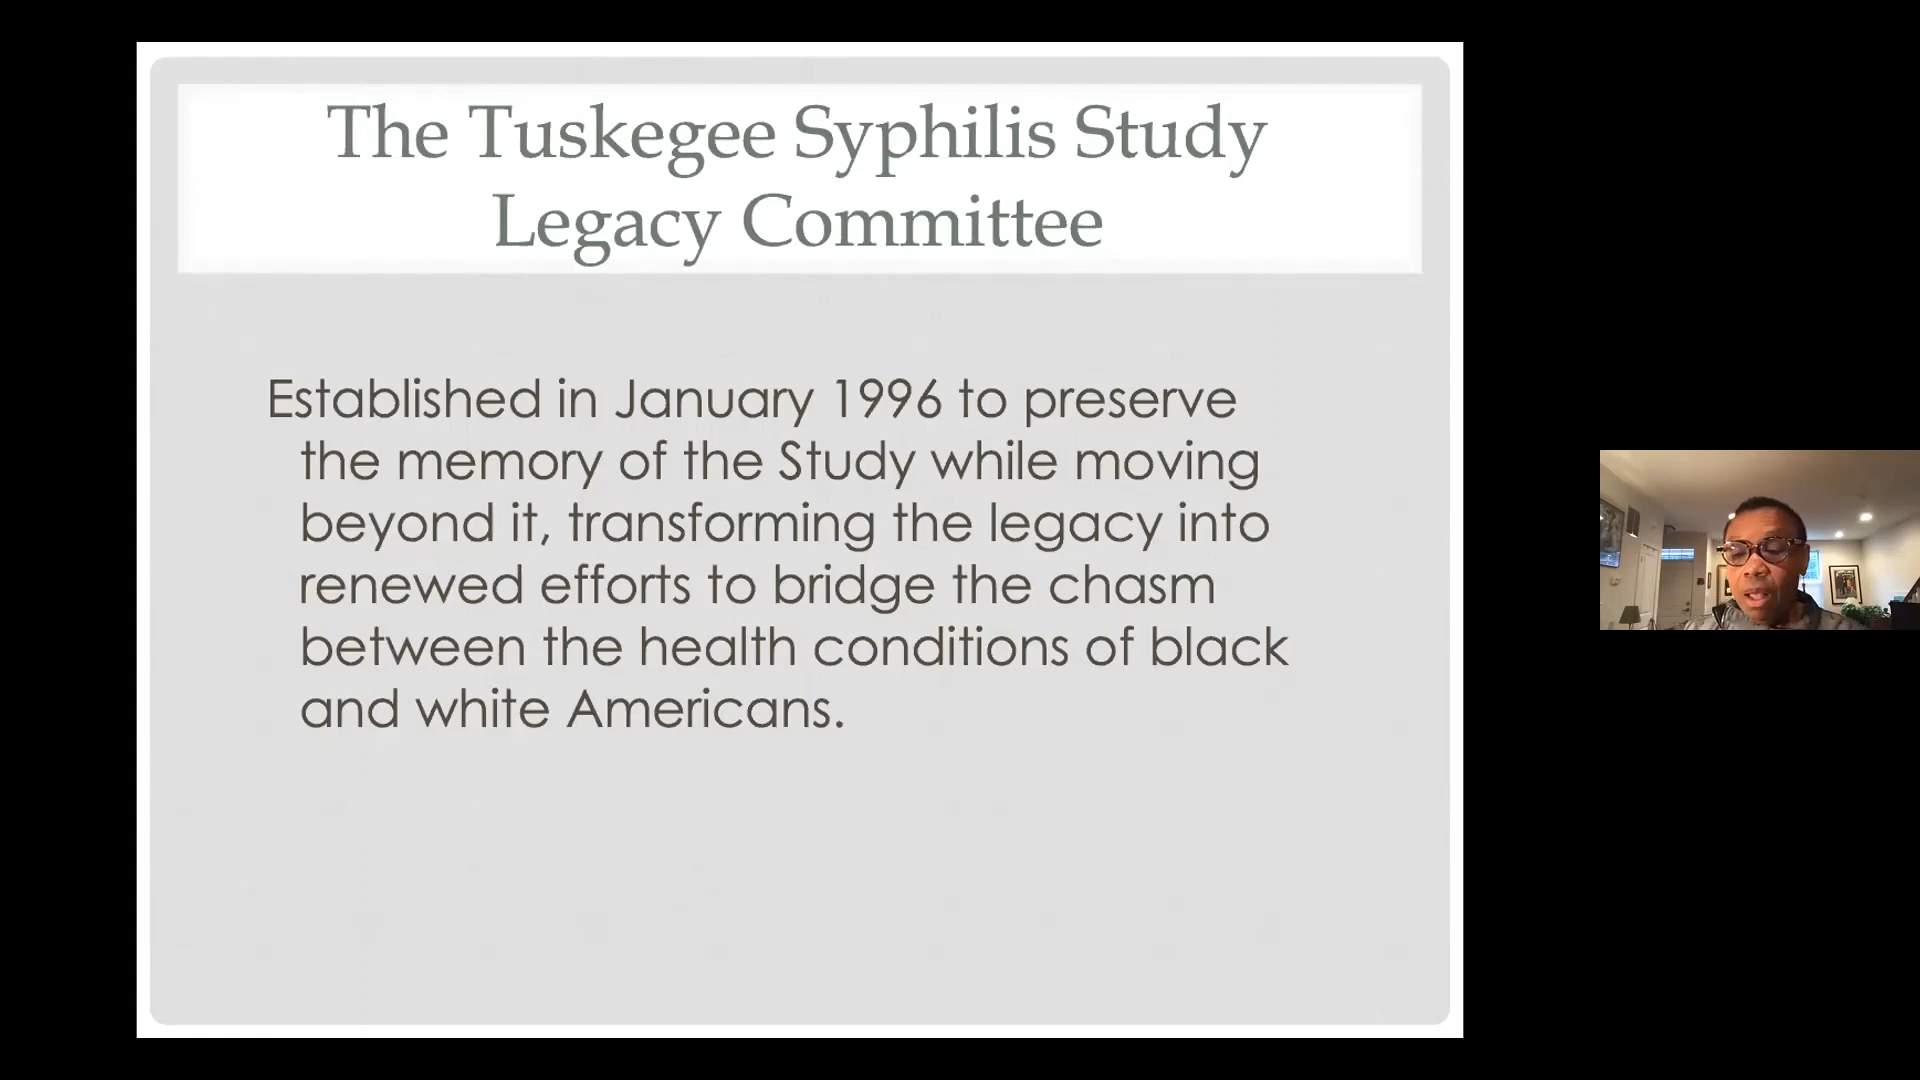 The Tuskegee Syphilis Study
Legacy Committee
Established in January 1996 to preserve
the memory of the Study while moving
beyond it, transforming the legacy into
renewed efforts to bridge the chasm
between the health conditions of black
and white Americans.